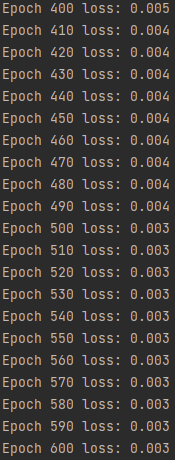 Epoch 400 loss: 0.005
Epoch 410 loss: 0.004
Epoch 420 loss: 0.004
Epoch 430 loss: 0.004
Epoch 440 loss: 0.004
Epoch 450 loss: 0.004
Epoch 460 loss: 0.004
Epoch 470 loss: 0.004
Epoch 480 loss: 0.004
Epoch 490 loss: 0.004
Epoch 500 loss: 0.003
Epoch 510 loss: 0.003
Epoch 520 loss: 0.003
Epoch 530 loss: 0.003
Epoch 540 loss: 0.003
Epoch 550 loss: 0.003
Epoch 560 loss: 0.003
Epoch 570 loss: 0.003
Epoch 580 loss: 0.003
Epoch 590 loss: 0.003
Epoch 600 loss: 0.003